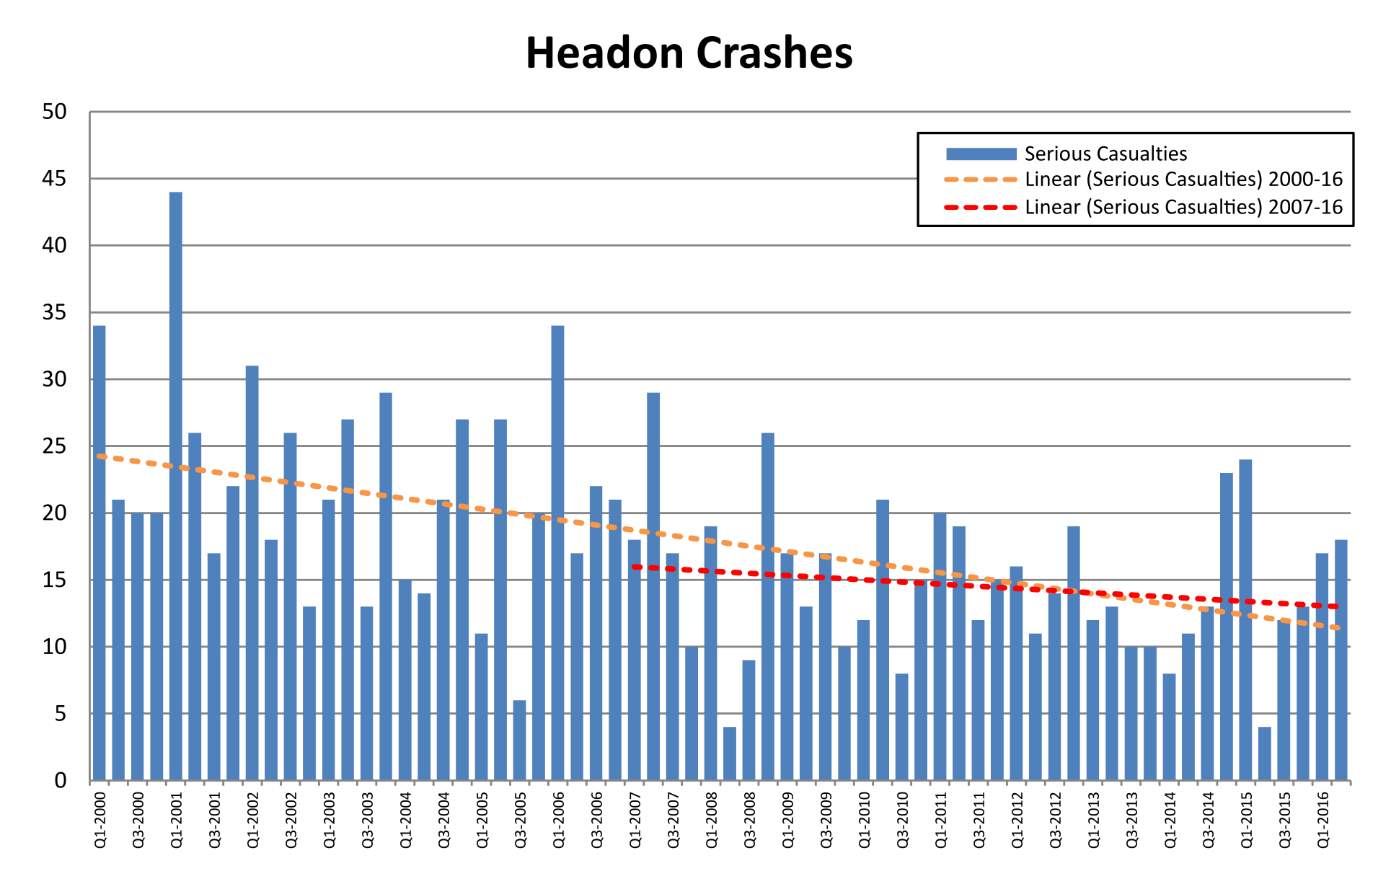 Headon Crashes
50
45
40
35
30
25
20
15
10
5
0
Serious Casualties
Linear (Serious Casualties) 2000-16
Linear (Serious Casualties) 2007-16
Q1-2000
Q3-2000
Q1-2001
Q3-2001
Q1-2002
Q3-2002
Q1-2003
Q3-2003
Q1-2004
Q3-2004
Q1-2005
Q3-2005
Q1-2006
Q3-2006
Q1-2007
Q3-2007
Q1-2008
Q3-2008
Q1-2009
Q3-2009
Q1-2010
Q3-2010
Q1-2011
Q3-2011
Q1-2012
Q3-2012
Q1-2013
Q3-2013
Q1-2014
Q3-2014
Q1-2015
Q3-2015
Q1-2016